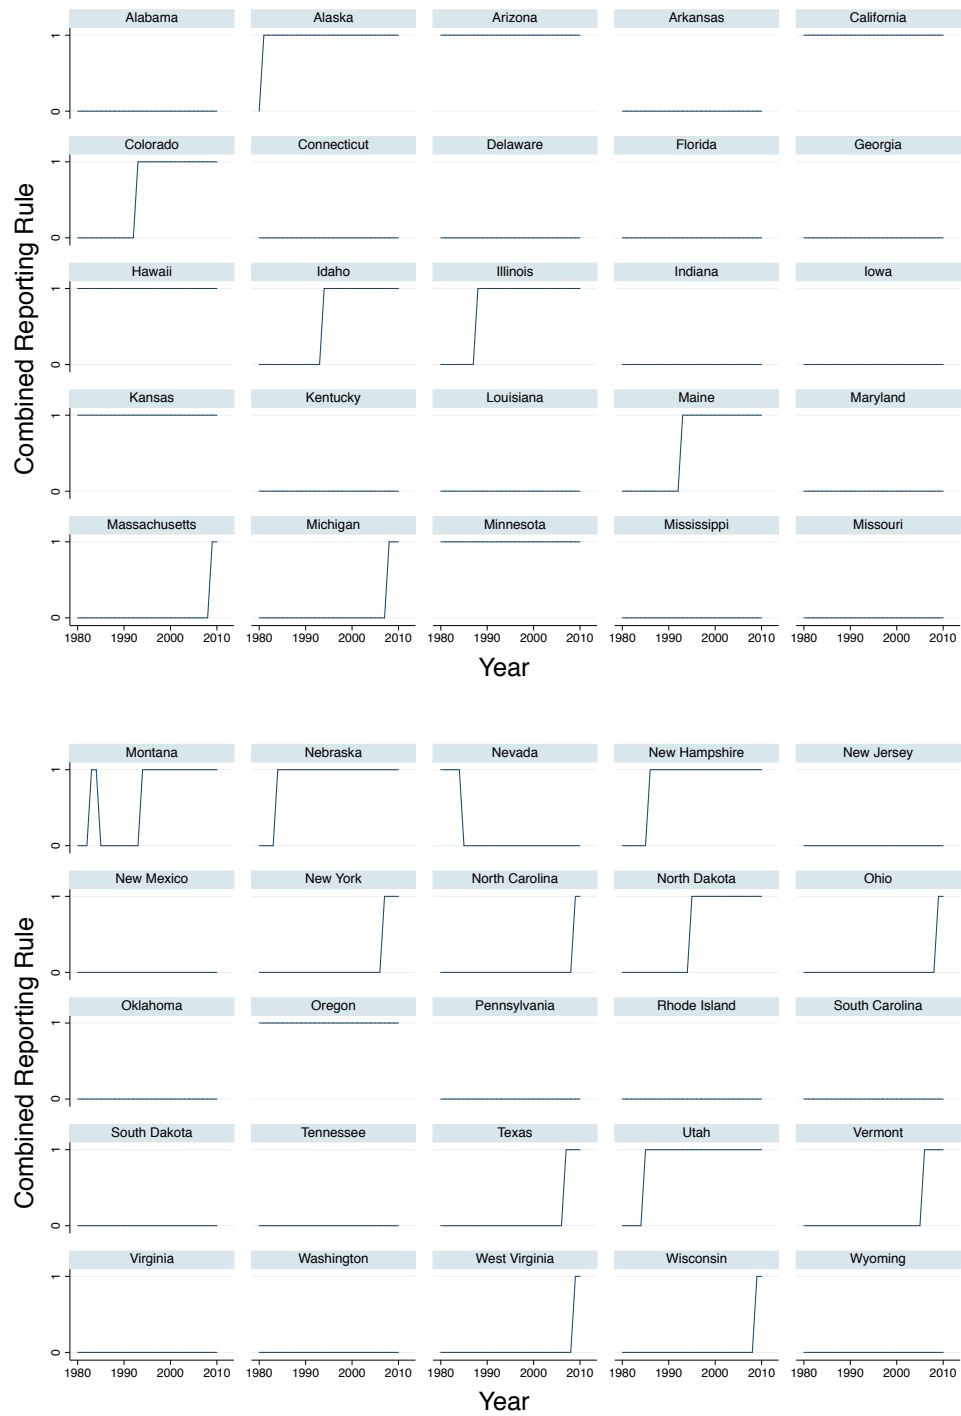 Alabama Alaska Arizona Arkansas California
1
0
Colorado Connecticut Delaware Florida Georgia
1
0
Hawaii Idaho Illinois Indiana Iowa
1
0
Kansas Kentucky Louisiana Maine Maryland
1
0
Massachusetts Michigan Minnesota Mississippi Missouri
1
0
1980 1990 2000 2010 1980 1990 2000 2010 1980 1990 2000 2010 1980 1990 2000 2010 1980 1990 2000 2010
Combined Reporting Rule
Year
Montana Nebraska Nevada New Hampshire New Jersey
1
0
New Mexico New York North Carolina North Dakota Ohio
1
0
Oklahoma Oregon Pennsylvania Rhode Island South Carolina
1
0
South Dakota Tennessee Texas Utah Vermont
1
0
Virginia Washington West Virginia Wisconsin Wyoming
1
0
1980 1990 2000 2010 1980 1990 2000 2010 1980 1990 2000 2010 1980 1990 2000 2010 1980 1990 2000 2010
Combined Reporting Rule
Year